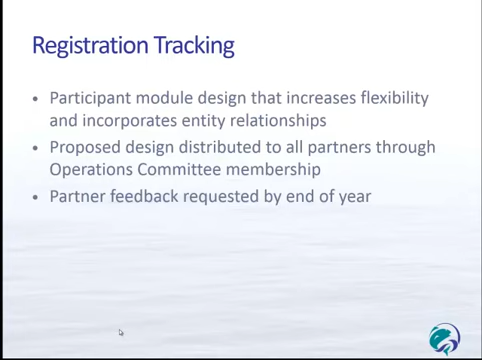 Registration Tracking
• Participant module design that increases flexibility
and incorporates entity relationships
• Proposed design distributed to all partners through
Operations Committee membership
• Partner feedback requested by end of year